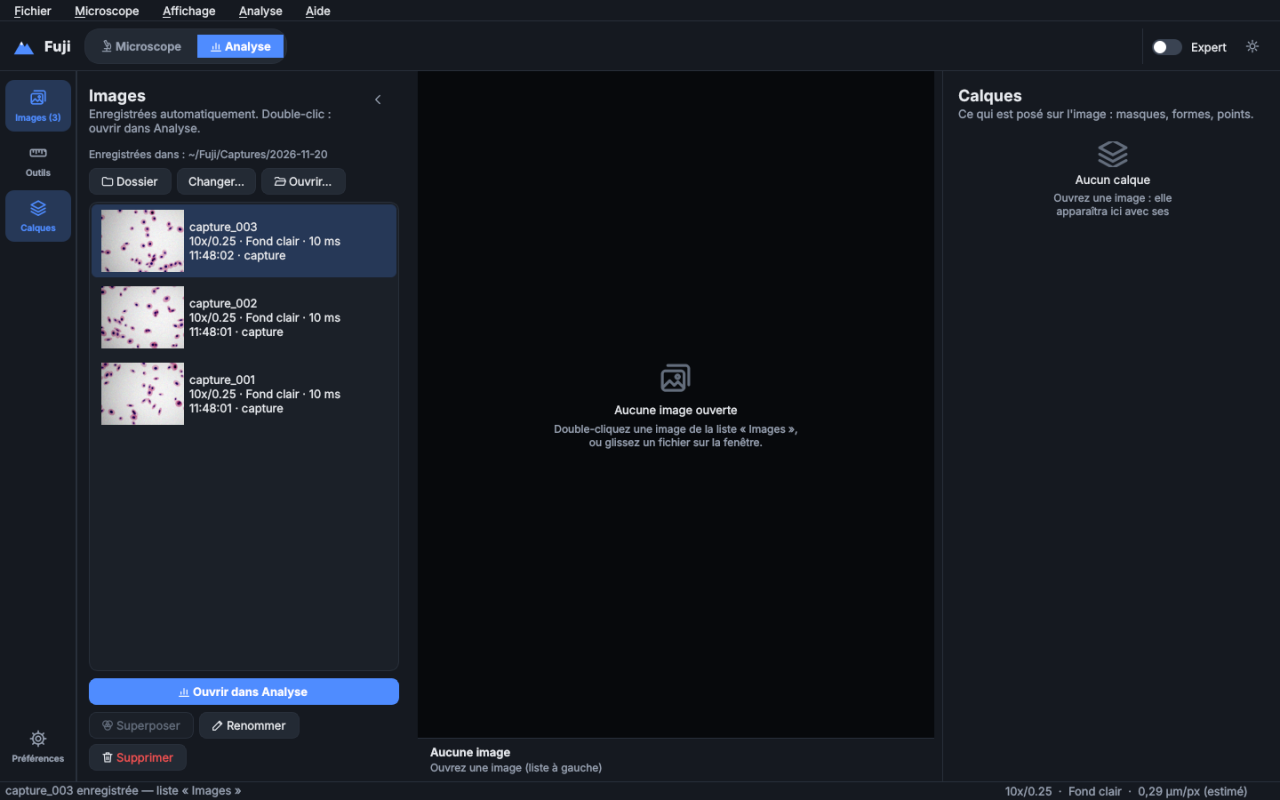 Fichier Microscope Affichage Analyse Aide
Fuji Microscope Analyse Expert
Images (3)
Outils
Calques
Préférences
Images
Enregistrées automatiquement. Double-clic :
ouvrir dans Analyse.
Enregistrées dans : ~/Fuji/Captures/2026-11-20
Dossier Changer... Ouvrir...
capture_003
10x/0.25 · Fond clair · 10 ms
11:48:02 · capture
capture_002
10x/0.25 · Fond clair · 10 ms
11:48:01 · capture
capture_001
10x/0.25 · Fond clair · 10 ms
11:48:01 · capture
Ouvrir dans Analyse
Superposer Renommer
Supprimer
Aucune image ouverte
Double-cliquez une image de la liste « Images »,
ou glissez un fichier sur la fenêtre.
Aucune image
Ouvrez une image (liste à gauche)
Calques
Ce qui est posé sur l'image : masques, formes, points.
Aucun calque
Ouvrez une image : elle
apparaîtra ici avec ses
capture_003 enregistrée — liste « Images »
10x/0.25 · Fond clair · 0,29 µm/px (estimé)